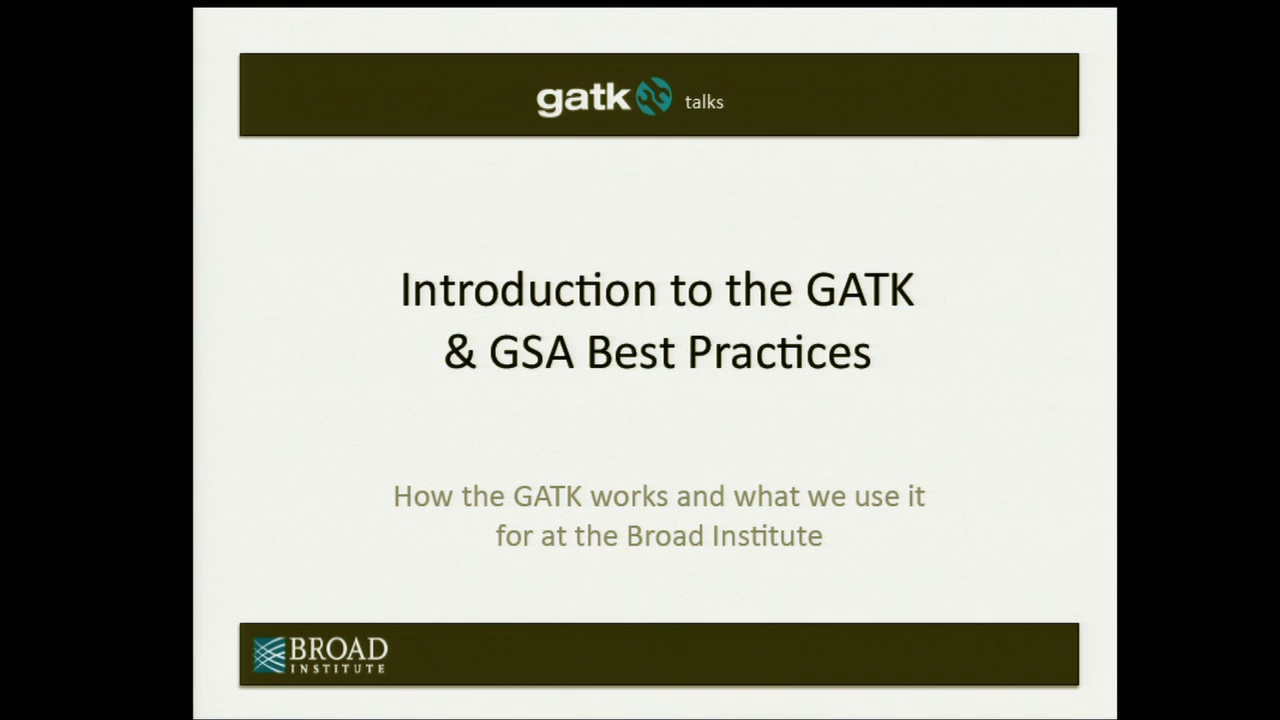 gatk talks
Introduction to the GATK
& GSA Best Practices
How the GATK works and what we use it
for at the Broad Institute
BROAD
INSTITUTE